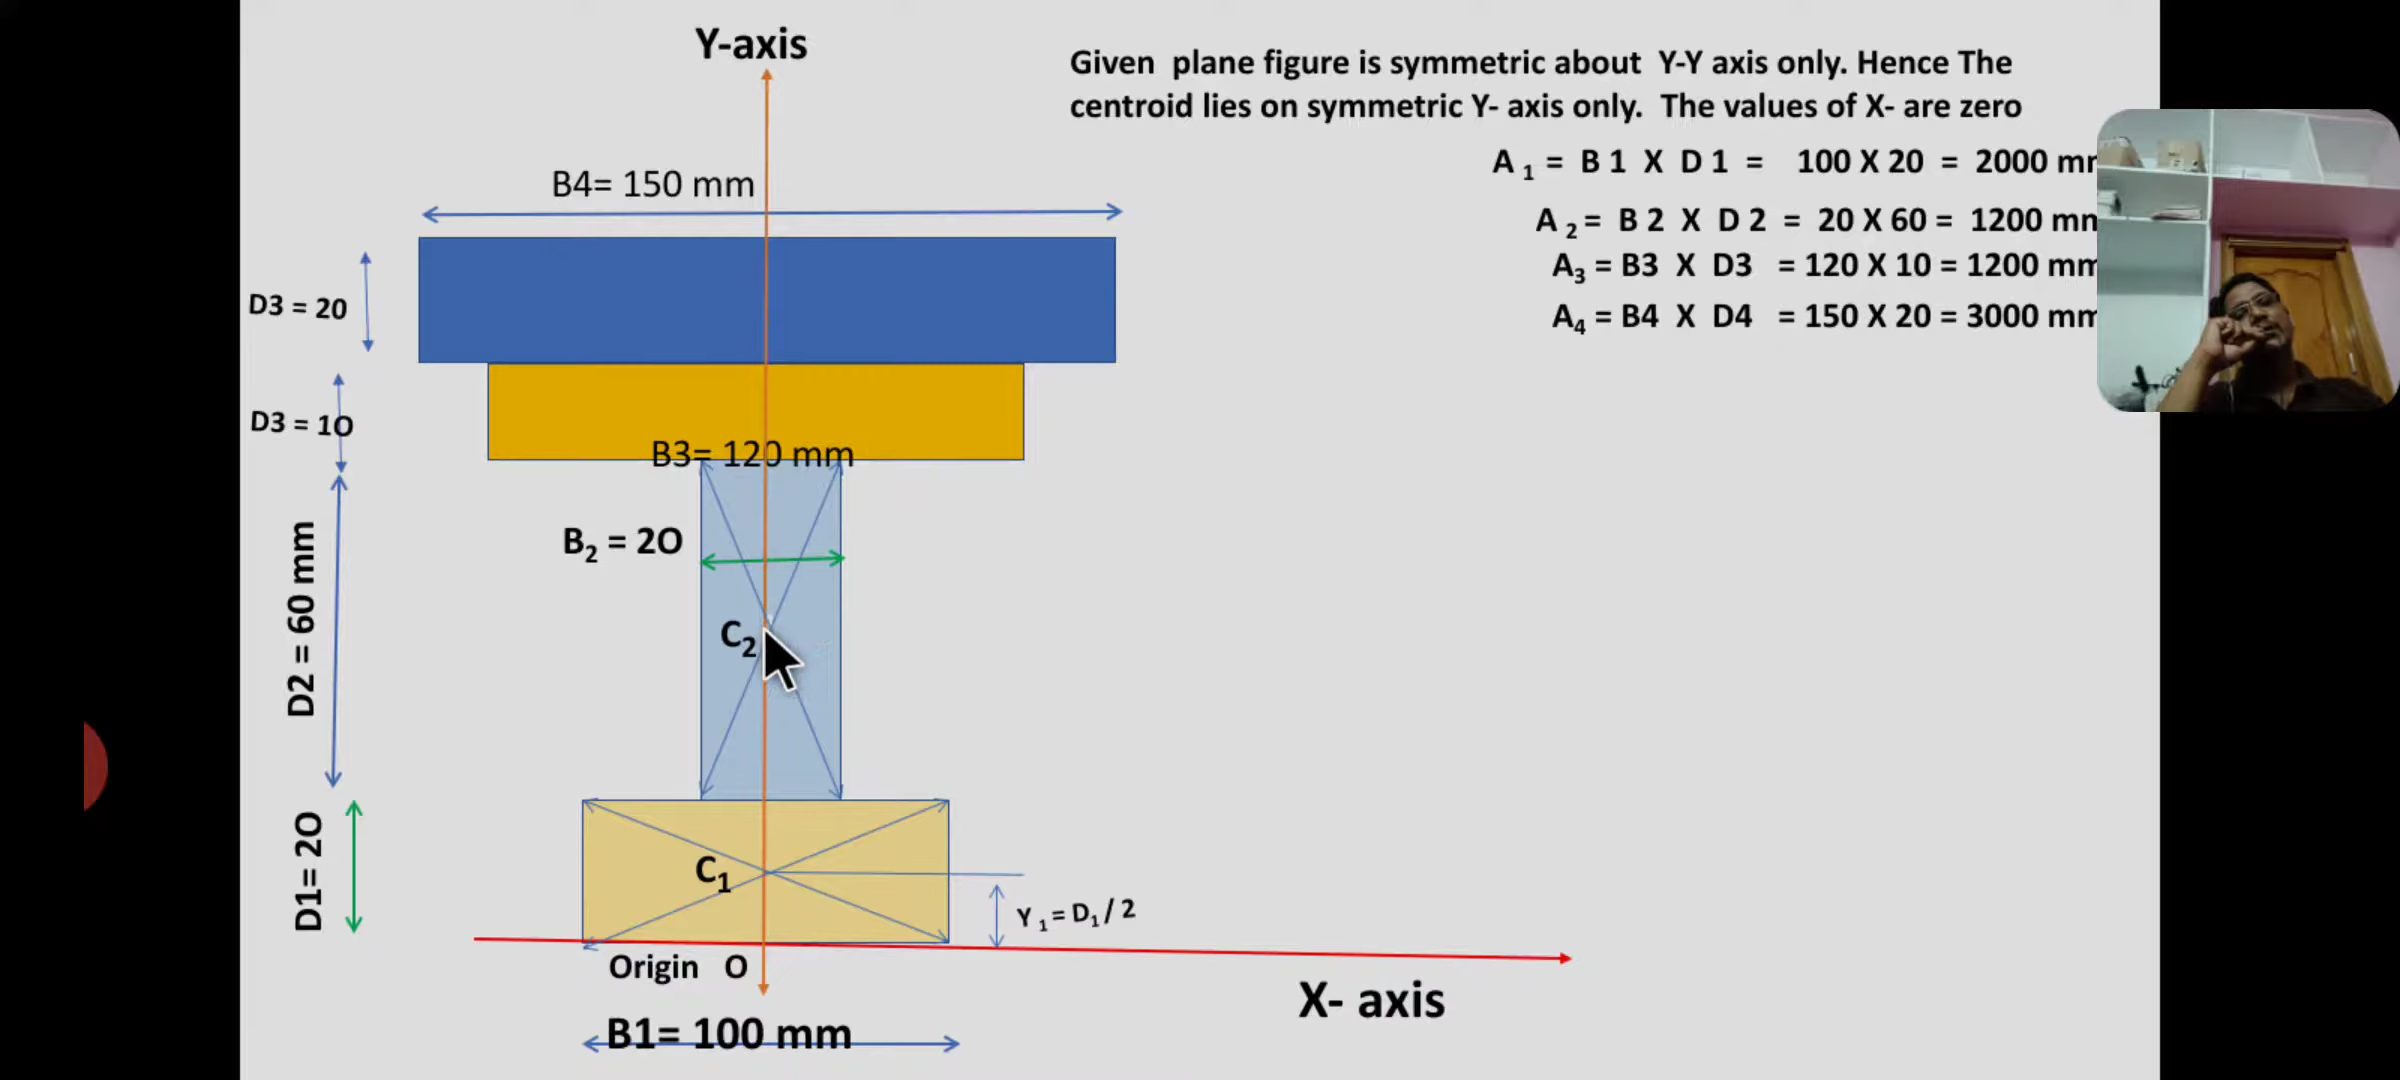 Y-axis
Given plane figure is symmetric about Y-Y axis only. Hence The
centroid lies on symmetric Y- axis only. The values of X- are zero
A 1 = B 1 X D 1 = 100 X 20 = 2000 mm
A 2 = B 2 X D 2 = 20 X 60 = 1200 mm
A3 = B3 X D3 = 120 X 10 = 1200 mm
A4 = B4 X D4 = 150 X 20 = 3000 mm
B4= 150 mm
D3 = 20
D3 = 1O
B3= 120 mm
B2 = 2O
D2 = 60 mm
C2
D1= 2O
C1
Y 1 = D1 / 2
Origin O
X- axis
B1= 100 mm